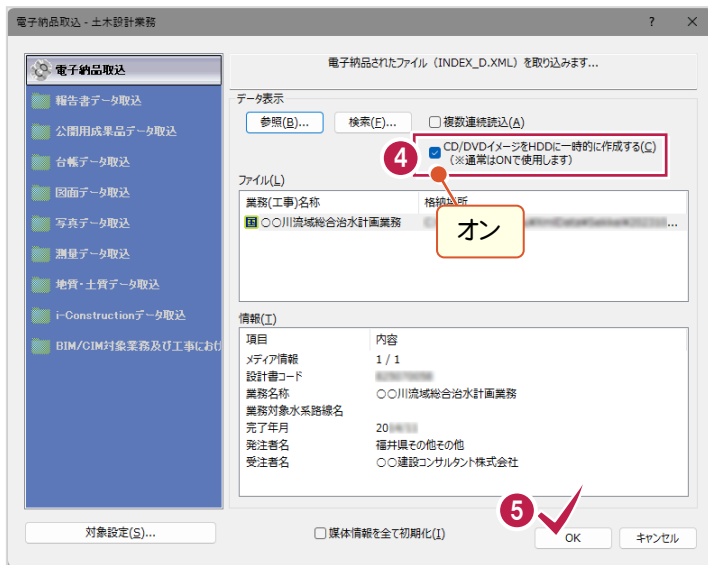 電子納品取込 - 土木設計業務
電子納品取込
報告書データ取込
公開用成果品データ取込
台帳データ取込
図面データ取込
写真データ取込
測量データ取込
地質・土質データ取込
i-Constructionデータ取込
BIM/CIM対象業務及び工事におけ
対象設定(S)...
電子納品されたファイル（INDEX_D.XML）を取り込みます...
データ表示
参照(B)...
検索(F)...
複数連続読込(A)
4
CD/DVDイメージをHDDに一時的に作成する(C)
（※通常はONで使用します）
オン
ファイル(L)
業務(工事)名称 格納場所
〇〇川流域総合治水計画業務
情報(T)
項目 内容
メディア情報 1 / 1
設計書コード
業務名称 〇〇川流域総合治水計画業務
業務対象水系路線名
完了年月 20
発注者名 福井県その他その他
受注者名 〇〇建設コンサルタント株式会社
媒体情報を全て初期化(I)
5
OK
キャンセル